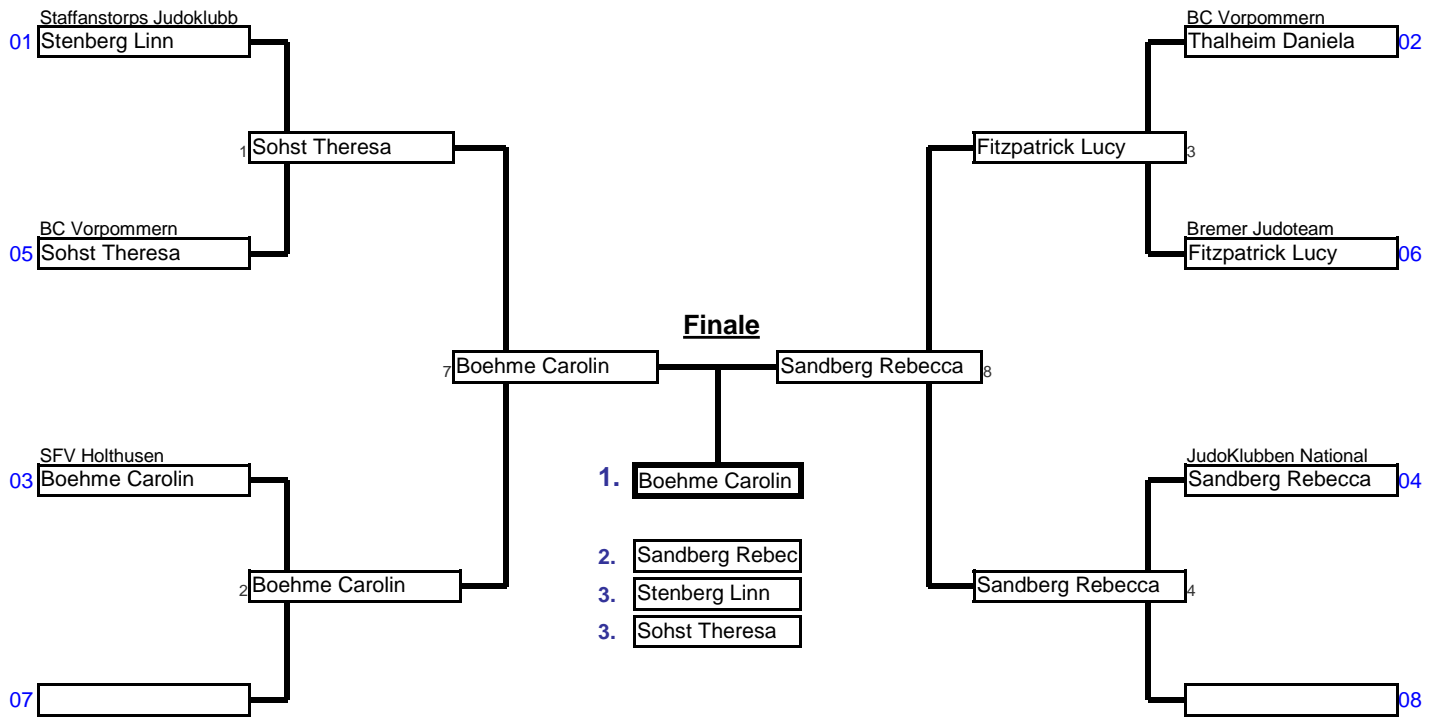 Staffanstorps Judoklubb
01 Stenberg Linn
BC Vorpommern
Thalheim Daniela 02
1 Sohst Theresa
Fitzpatrick Lucy 3
BC Vorpommern
05 Sohst Theresa
Bremer Judoteam
Fitzpatrick Lucy 06
Finale
7 Boehme Carolin
Sandberg Rebecca 8
SFV Holthusen
03 Boehme Carolin
1. Boehme Carolin
JudoKlubben National
Sandberg Rebecca 04
2. Sandberg Rebec
2 Boehme Carolin
3. Stenberg Linn
Sandberg Rebecca 4
3. Sohst Theresa
07
08